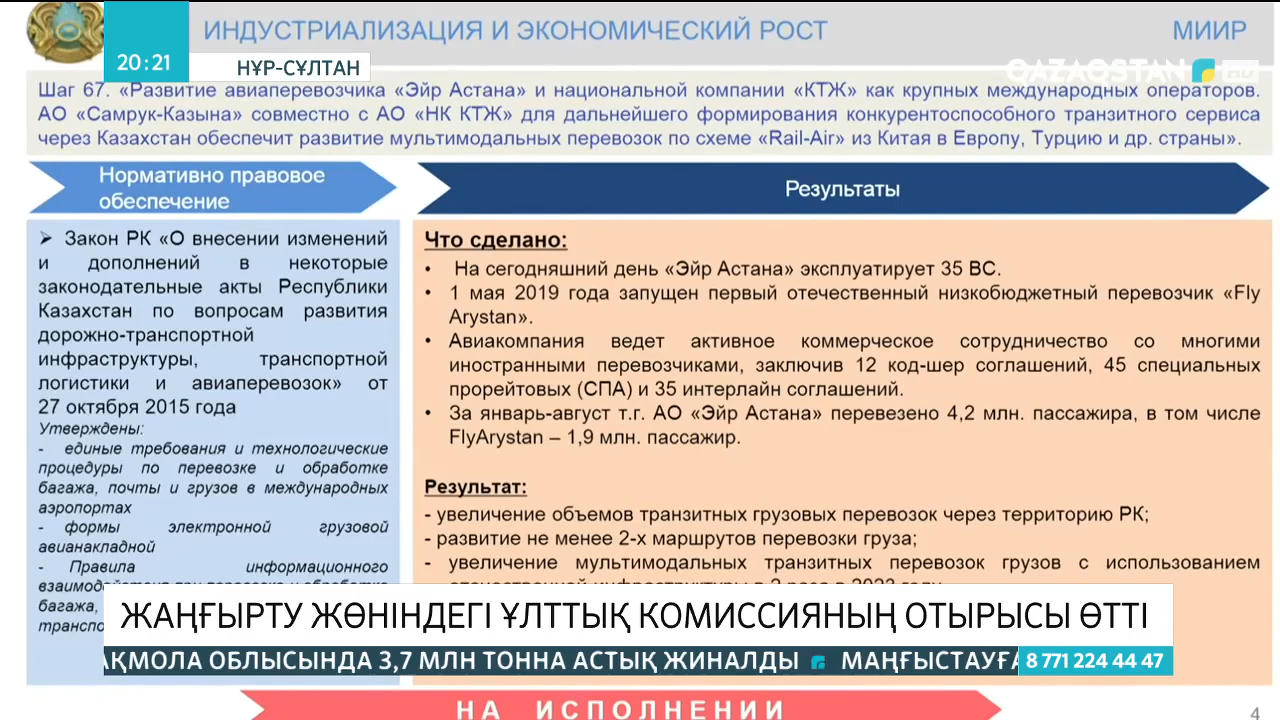 ИНДУСТРИАЛИЗАЦИЯ И ЭКОНОМИЧЕСКИЙ РОСТ
МИИР
20:21
НҰР-СҰЛТАН
QAZAQSTAN HD
Шаг 67. «Развитие авиаперевозчика «Эйр Астана» и национальной компании «КТЖ» как крупных международных операторов.
АО «Самрук-Казына» совместно с АО «НК КТЖ» для дальнейшего формирования конкурентоспособного транзитного сервиса
через Казахстан обеспечит развитие мультимодальных перевозок по схеме «Rail-Air» из Китая в Европу, Турцию и др. страны».
Нормативно правовое
обеспечение
Результаты
➢ Закон РК «О внесении изменений
и дополнений в некоторые
законодательные акты Республики
Казахстан по вопросам развития
дорожно-транспортной
инфраструктуры, транспортной
логистики и авиаперевозок» от
27 октября 2015 года
Утверждены:
- единые требования и технологические
процедуры по перевозке и обработке
багажа, почты и грузов в международных
аэропортах
- формы электронной грузовой
авианакладной
- Правила информационного
багажа,
Что сделано:
• На сегодняшний день «Эйр Астана» эксплуатирует 35 ВС.
• 1 мая 2019 года запущен первый отечественный низкобюджетный перевозчик «Fly
Arystan».
• Авиакомпания ведет активное коммерческое сотрудничество со многими
иностранными перевозчиками, заключив 12 код-шер соглашений, 45 специальных
прорейтовых (СПА) и 35 интерлайн соглашений.
• За январь-август т.г. АО «Эйр Астана» перевезено 4,2 млн. пассажира, в том числе
FlyArystan – 1,9 млн. пассажир.
Результат:
- увеличение объемов транзитных грузовых перевозок через территорию РК;
- развитие не менее 2-х маршрутов перевозки груза;
- увеличение мультимодальных транзитных перевозок грузов с использованием
ЖАҢҒЫРТУ ЖӨНІНДЕГІ ҰЛТТЫҚ КОМИССИЯНЫҢ ОТЫРЫСЫ ӨТТІ
АҚМОЛА ОБЛЫСЫНДА 3,7 МЛН ТОННА АСТЫҚ ЖИНАЛДЫ МАҢҒЫСТАУҒА
8 771 224 44 47
НА ИСПОЛНЕНИИ
4